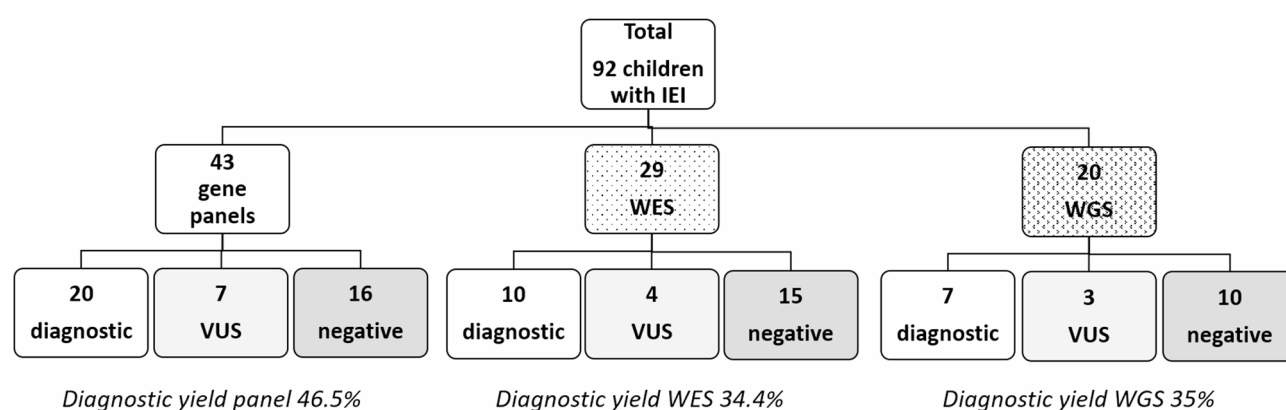 Total
92 children
with IEI
43
gene
panels
29
WES
20
WGS
20
diagnostic
7
VUS
16
negative
10
diagnostic
4
VUS
15
negative
7
diagnostic
3
VUS
10
negative
Diagnostic yield panel 46.5%
Diagnostic yield WES 34.4%
Diagnostic yield WGS 35%